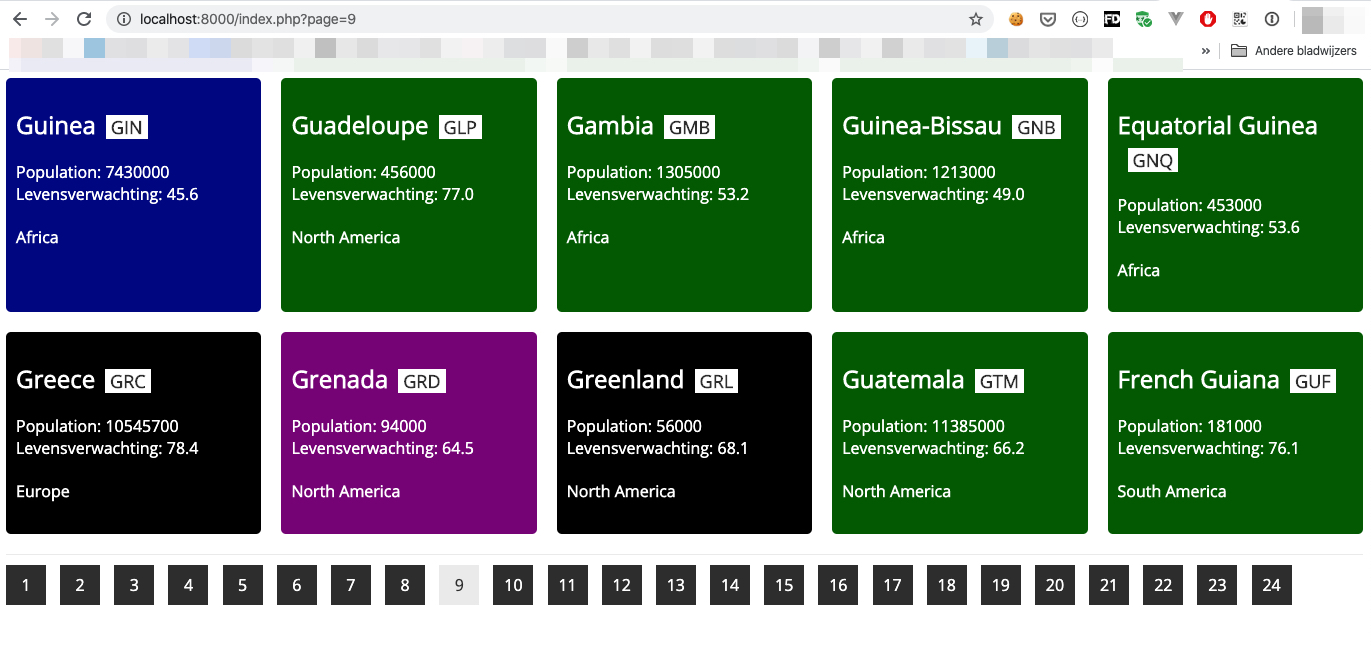 localhost:8000/index.php?page=9
FD
» Andere bladwijzers
Guinea GIN
Population: 7430000
Levensverwachting: 45.6
Africa
Guadeloupe GLP
Population: 456000
Levensverwachting: 77.0
North America
Gambia GMB
Population: 1305000
Levensverwachting: 53.2
Africa
Guinea-Bissau GNB
Population: 1213000
Levensverwachting: 49.0
Africa
Equatorial Guinea
GNQ
Population: 453000
Levensverwachting: 53.6
Africa
Greece GRC
Population: 10545700
Levensverwachting: 78.4
Europe
Grenada GRD
Population: 94000
Levensverwachting: 64.5
North America
Greenland GRL
Population: 56000
Levensverwachting: 68.1
North America
Guatemala GTM
Population: 11385000
Levensverwachting: 66.2
North America
French Guiana GUF
Population: 181000
Levensverwachting: 76.1
South America
1 2 3 4 5 6 7 8 9 10 11 12 13 14 15 16 17 18 19 20 21 22 23 24